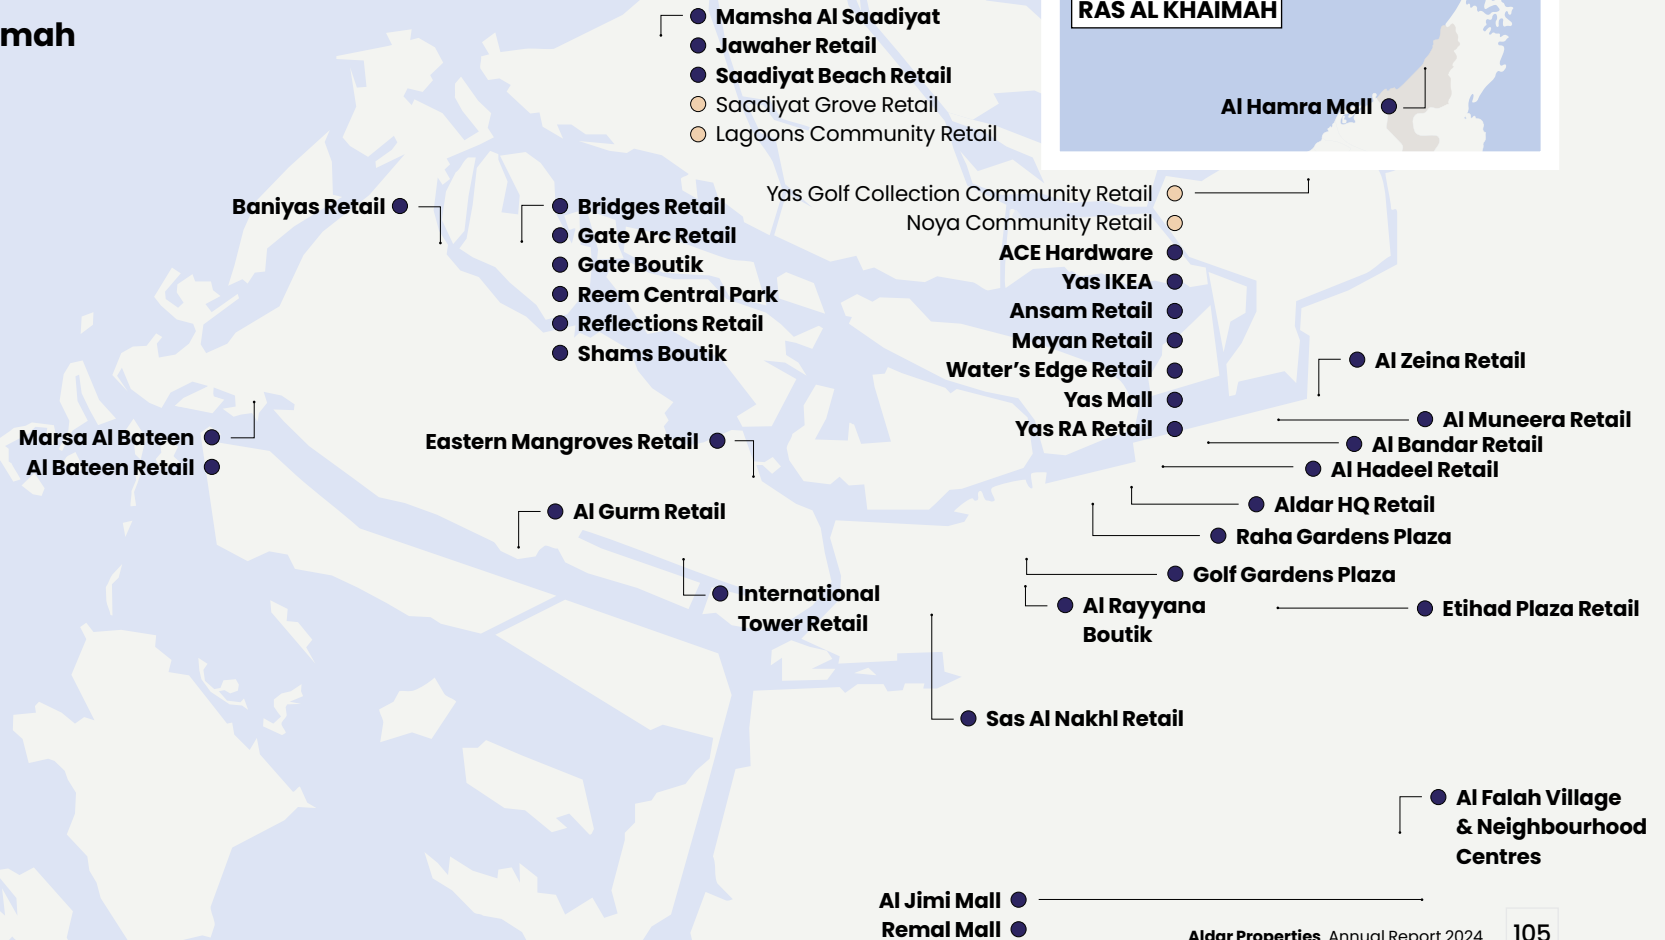 mah
Mamsha Al Saadiyat
Jawaher Retail
Saadiyat Beach Retail
Saadiyat Grove Retail
Lagoons Community Retail
RAS AL KHAIMAH
Al Hamra Mall
Baniyas Retail
Bridges Retail
Gate Arc Retail
Gate Boutik
Reem Central Park
Reflections Retail
Shams Boutik
Yas Golf Collection Community Retail
Noya Community Retail
ACE Hardware
Yas IKEA
Ansam Retail
Mayan Retail
Water’s Edge Retail
Yas Mall
Yas RA Retail
Al Zeina Retail
Al Muneera Retail
Al Bandar Retail
Al Hadeel Retail
Marsa Al Bateen
Al Bateen Retail
Eastern Mangroves Retail
Al Gurm Retail
Aldar HQ Retail
Raha Gardens Plaza
Golf Gardens Plaza
International
Tower Retail
Al Rayyana
Boutik
Etihad Plaza Retail
Sas Al Nakhl Retail
Al Falah Village
& Neighbourhood
Centres
Al Jimi Mall
Remal Mall
Aldar Properties Annual Report 2024
105